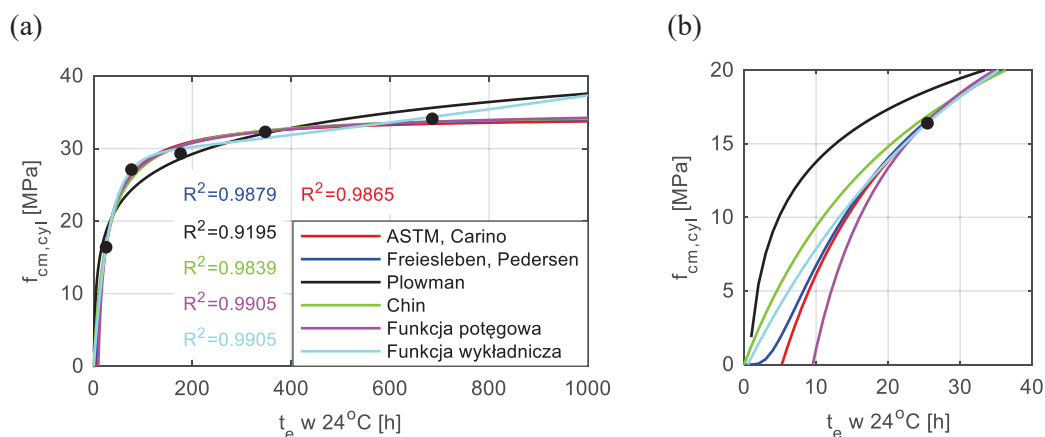 (a)
(b)
40
30
20
10
0
f_cm,cyl [MPa]
R²=0.9879
R²=0.9865
R²=0.9195
R²=0.9839
R²=0.9905
R²=0.9905
ASTM, Carino
Freiesleben, Pedersen
Plowman
Chin
Funkcja potęgowa
Funkcja wykładnicza
0 200 400 600 800 1000
t_e w 24°C [h]
20
15
10
5
0
f_cm,cyl [MPa]
0 10 20 30 40
t_e w 24°C [h]